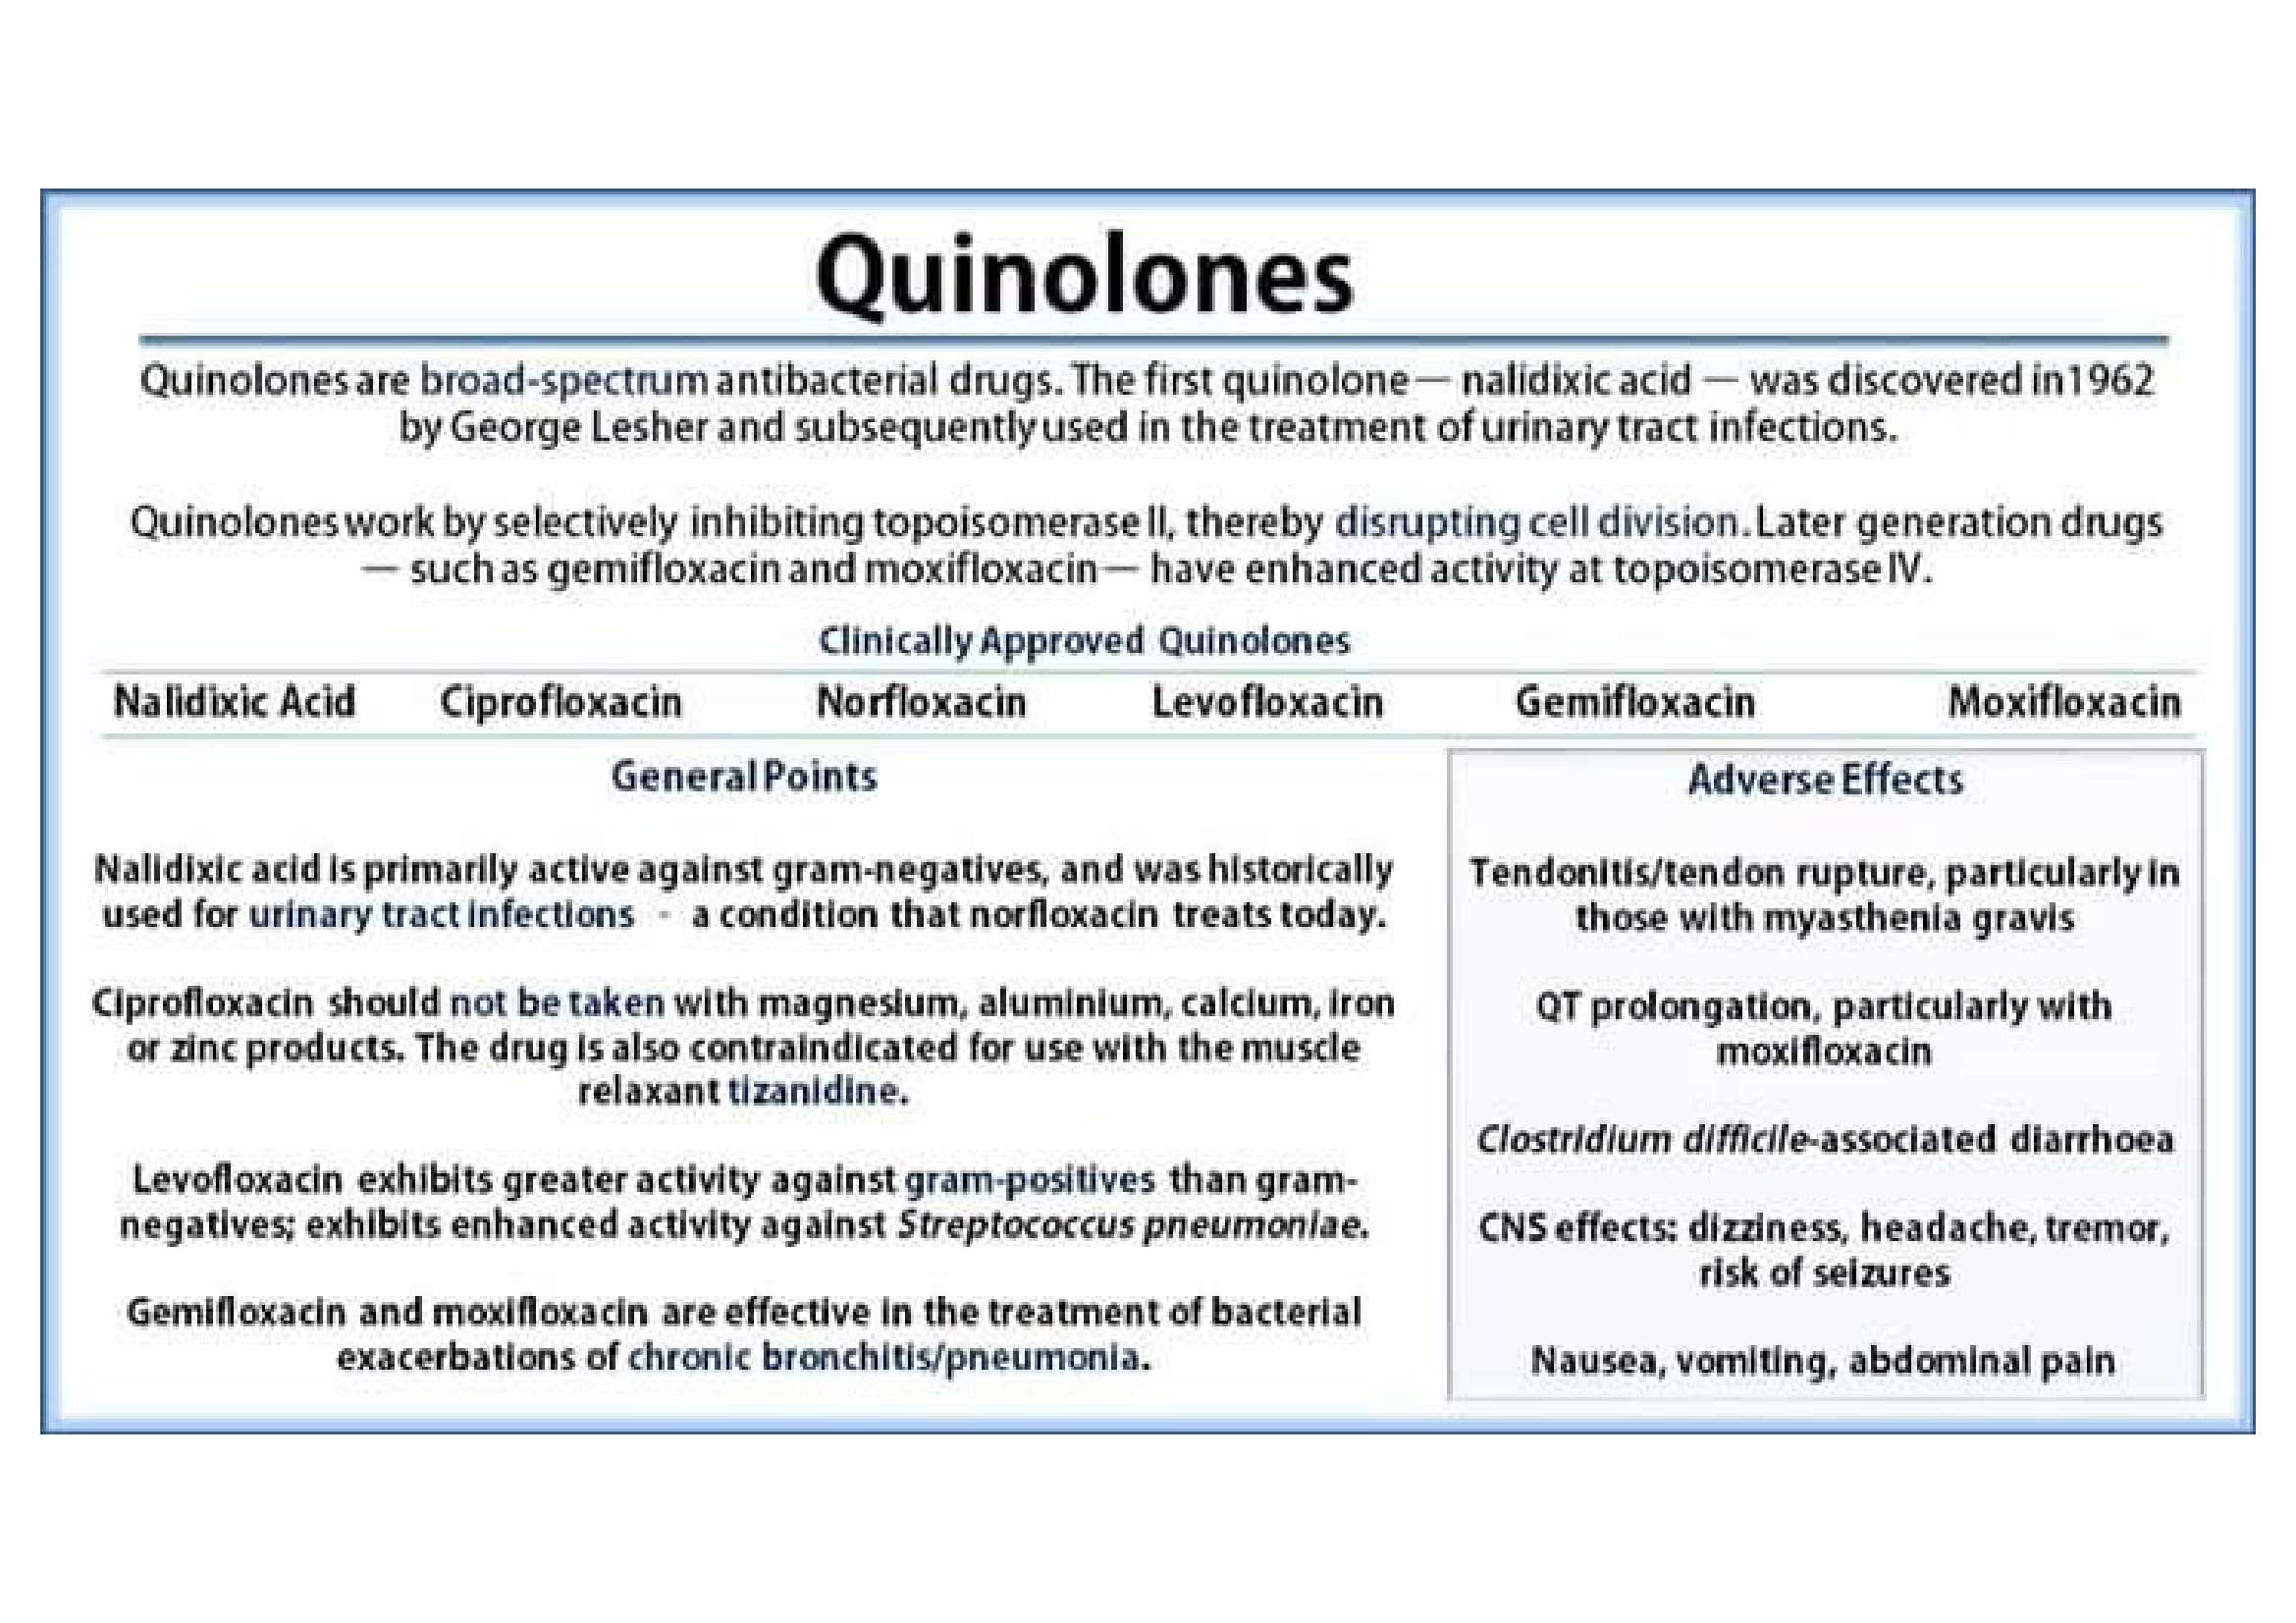 Quinolones
Quinolones are broad-spectrum antibacterial drugs. The first quinolone — nalidixic acid — was discovered in1962
by George Lesher and subsequently used in the treatment of urinary tract infections.
Quinolones work by selectively inhibiting topoisomerase II, thereby disrupting cell division. Later generation drugs
— such as gemifloxacin and moxifloxacin — have enhanced activity at topoisomerase IV.
Clinically Approved Quinolones
Nalidixic Acid Ciprofloxacin Norfloxacin Levofloxacin Gemifloxacin Moxifloxacin
General Points
Nalidixic acid is primarily active against gram-negatives, and was historically
used for urinary tract infections - a condition that norfloxacin treats today.
Ciprofloxacin should not be taken with magnesium, aluminium, calcium, iron
or zinc products. The drug is also contraindicated for use with the muscle
relaxant tizanidine.
Levofloxacin exhibits greater activity against gram-positives than gram-
negatives; exhibits enhanced activity against Streptococcus pneumoniae.
Gemifloxacin and moxifloxacin are effective in the treatment of bacterial
exacerbations of chronic bronchitis/pneumonia.
Adverse Effects
Tendonitis/tendon rupture, particularly in
those with myasthenia gravis
QT prolongation, particularly with
moxifloxacin
Clostridium difficile-associated diarrhoea
CNS effects: dizziness, headache, tremor,
risk of seizures
Nausea, vomiting, abdominal pain